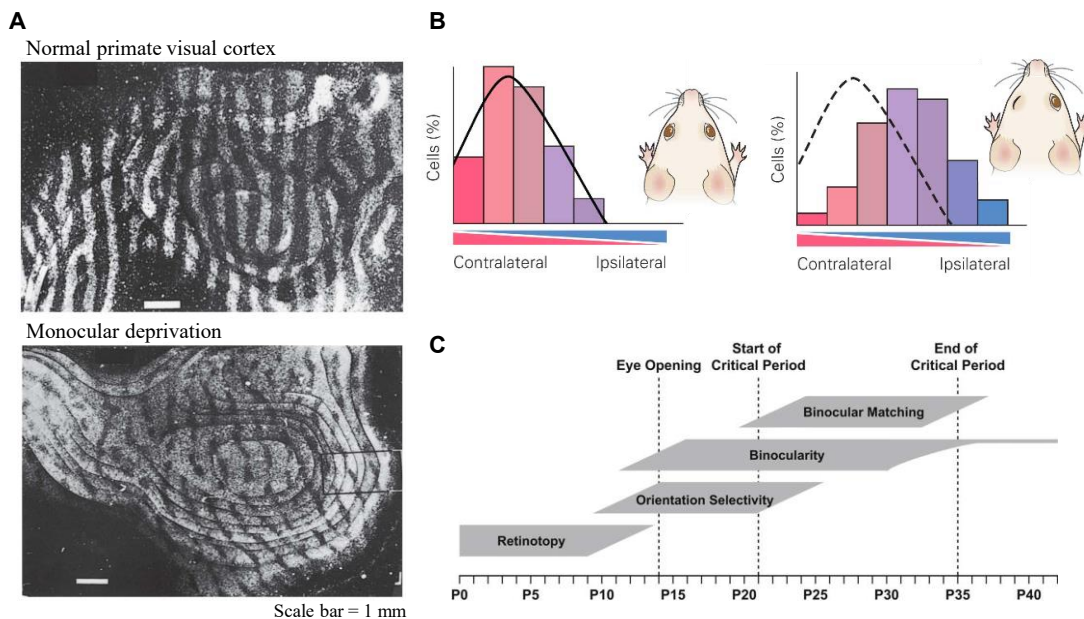 A
Normal primate visual cortex
Monocular deprivation
Scale bar = 1 mm
B
Cells (%)
Contralateral Ipsilateral
Cells (%)
Contralateral Ipsilateral
C
Eye Opening
Start of
Critical Period
End of
Critical Period
Binocular Matching
Binocularity
Orientation Selectivity
Retinotopy
P0 P5 P10 P15 P20 P25 P30 P35 P40